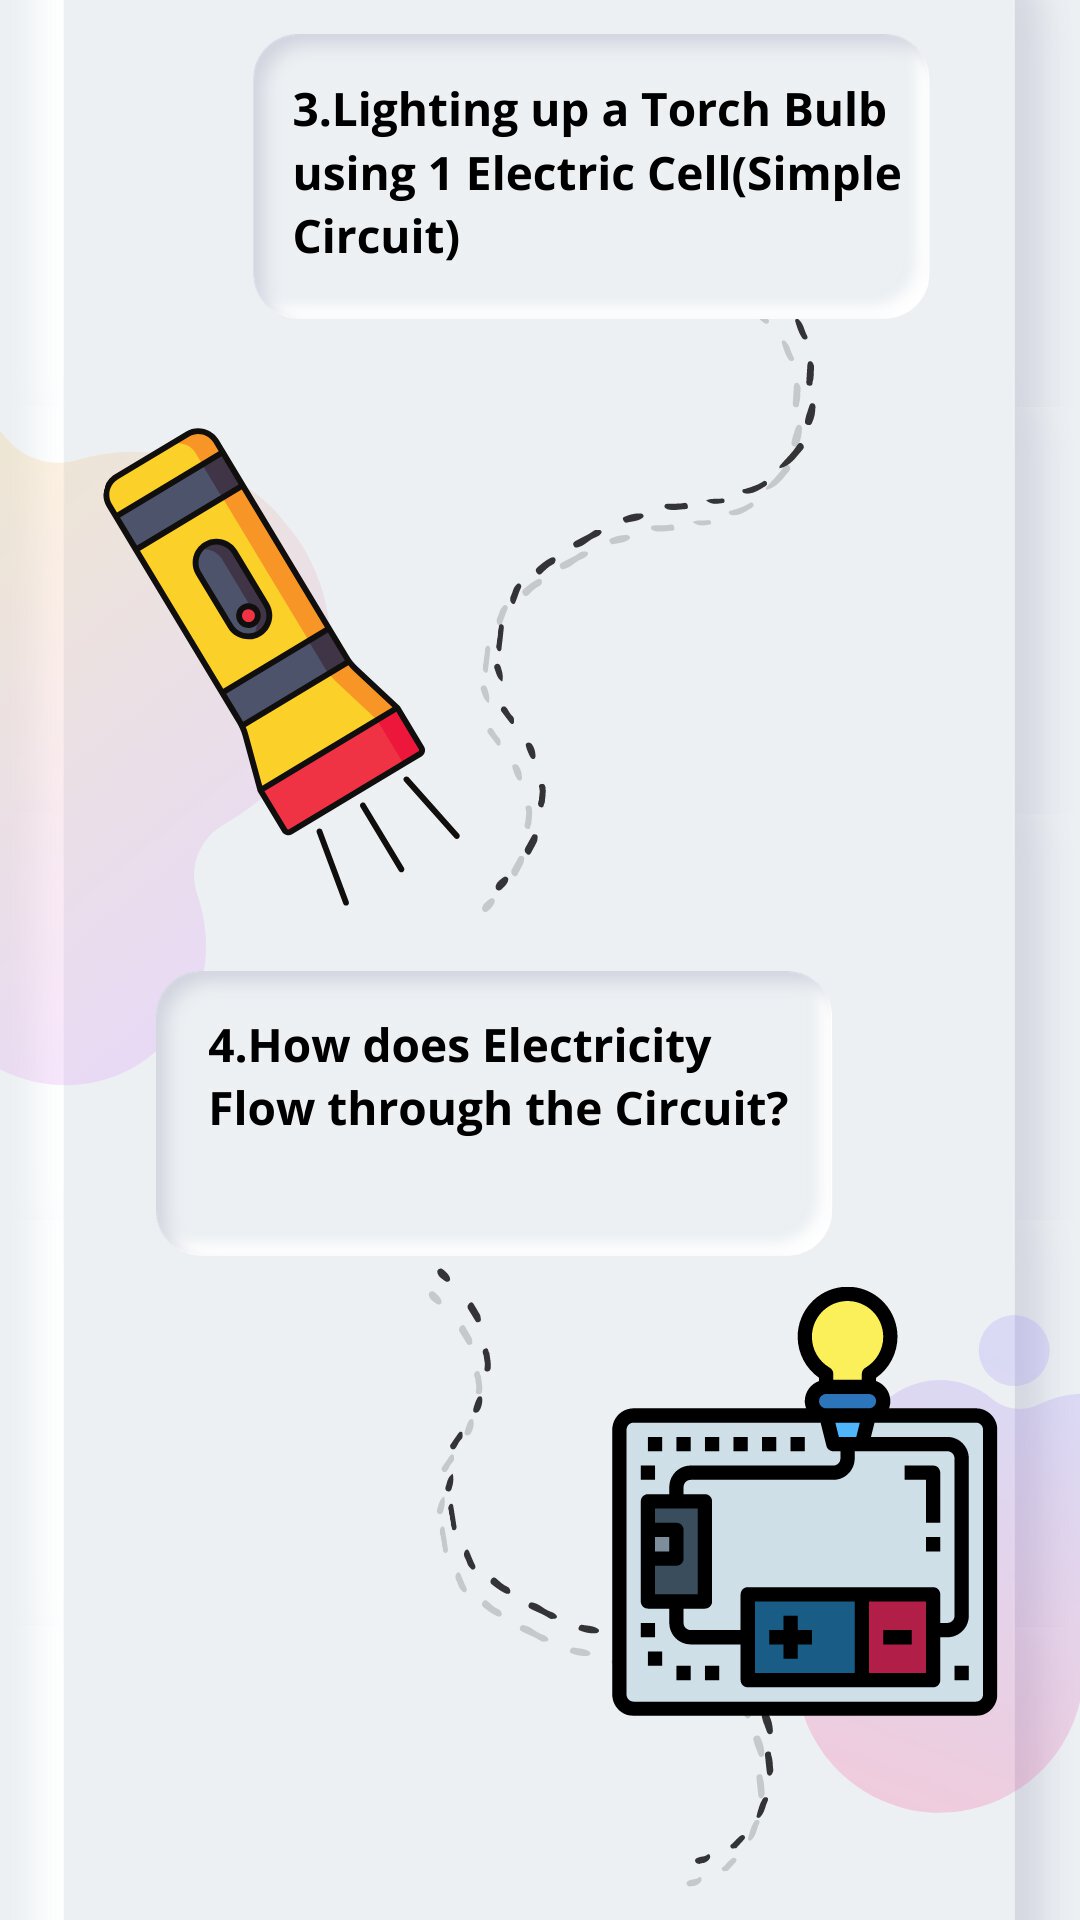 3.Lighting up a Torch Bulb
using 1 Electric Cell(Simple
Circuit)
4.How does Electricity
Flow through the Circuit?
+
-